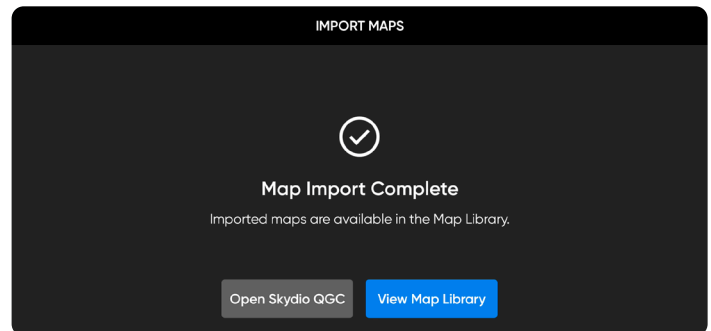 IMPORT MAPS
Map Import Complete
Imported maps are available in the Map Library.
Open Skydio QGC
View Map Library